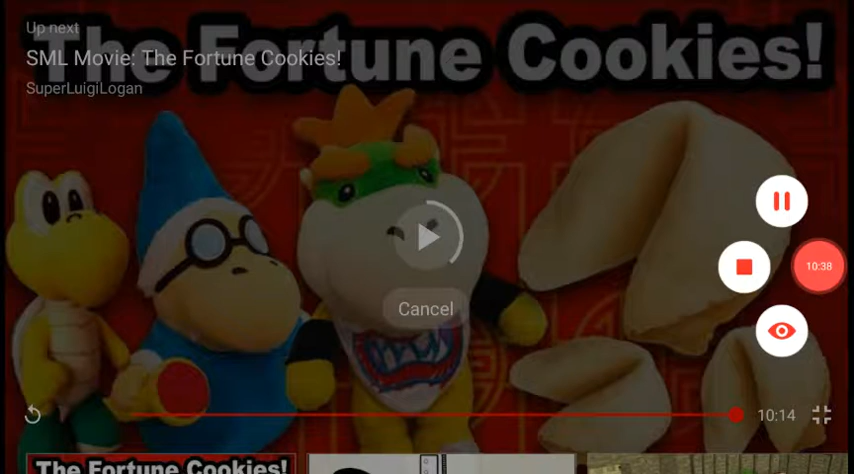 Up next
The Fortune Cookies!
SML Movie: The Fortune Cookies!
SuperLuigiLogan
10:38
Cancel
10:14
The Fortune Cookies!